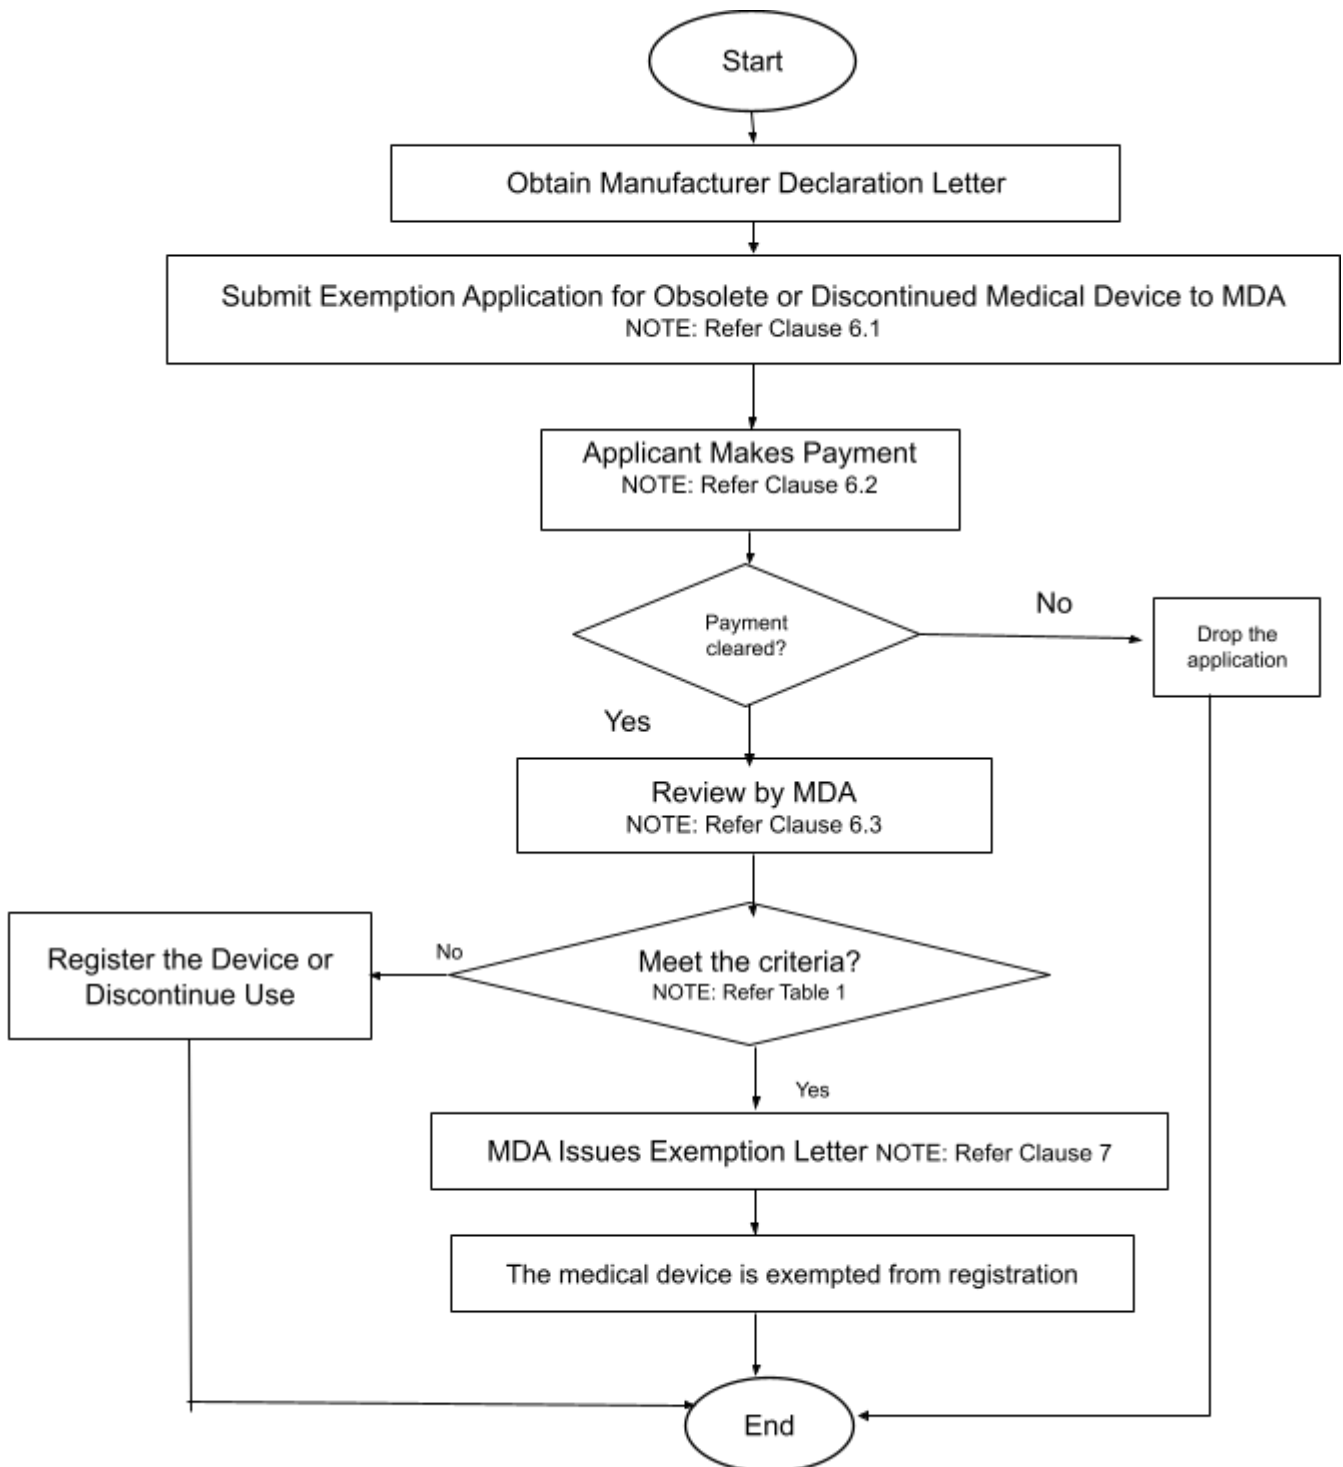 Start
Obtain Manufacturer Declaration Letter
Submit Exemption Application for Obsolete or Discontinued Medical Device to MDA
NOTE: Refer Clause 6.1
Applicant Makes Payment
NOTE: Refer Clause 6.2
Payment
cleared?
No
Drop the
application
Yes
Review by MDA
NOTE: Refer Clause 6.3
Meet the criteria?
NOTE: Refer Table 1
No
Register the Device or
Discontinue Use
Yes
MDA Issues Exemption Letter NOTE: Refer Clause 7
The medical device is exempted from registration
End